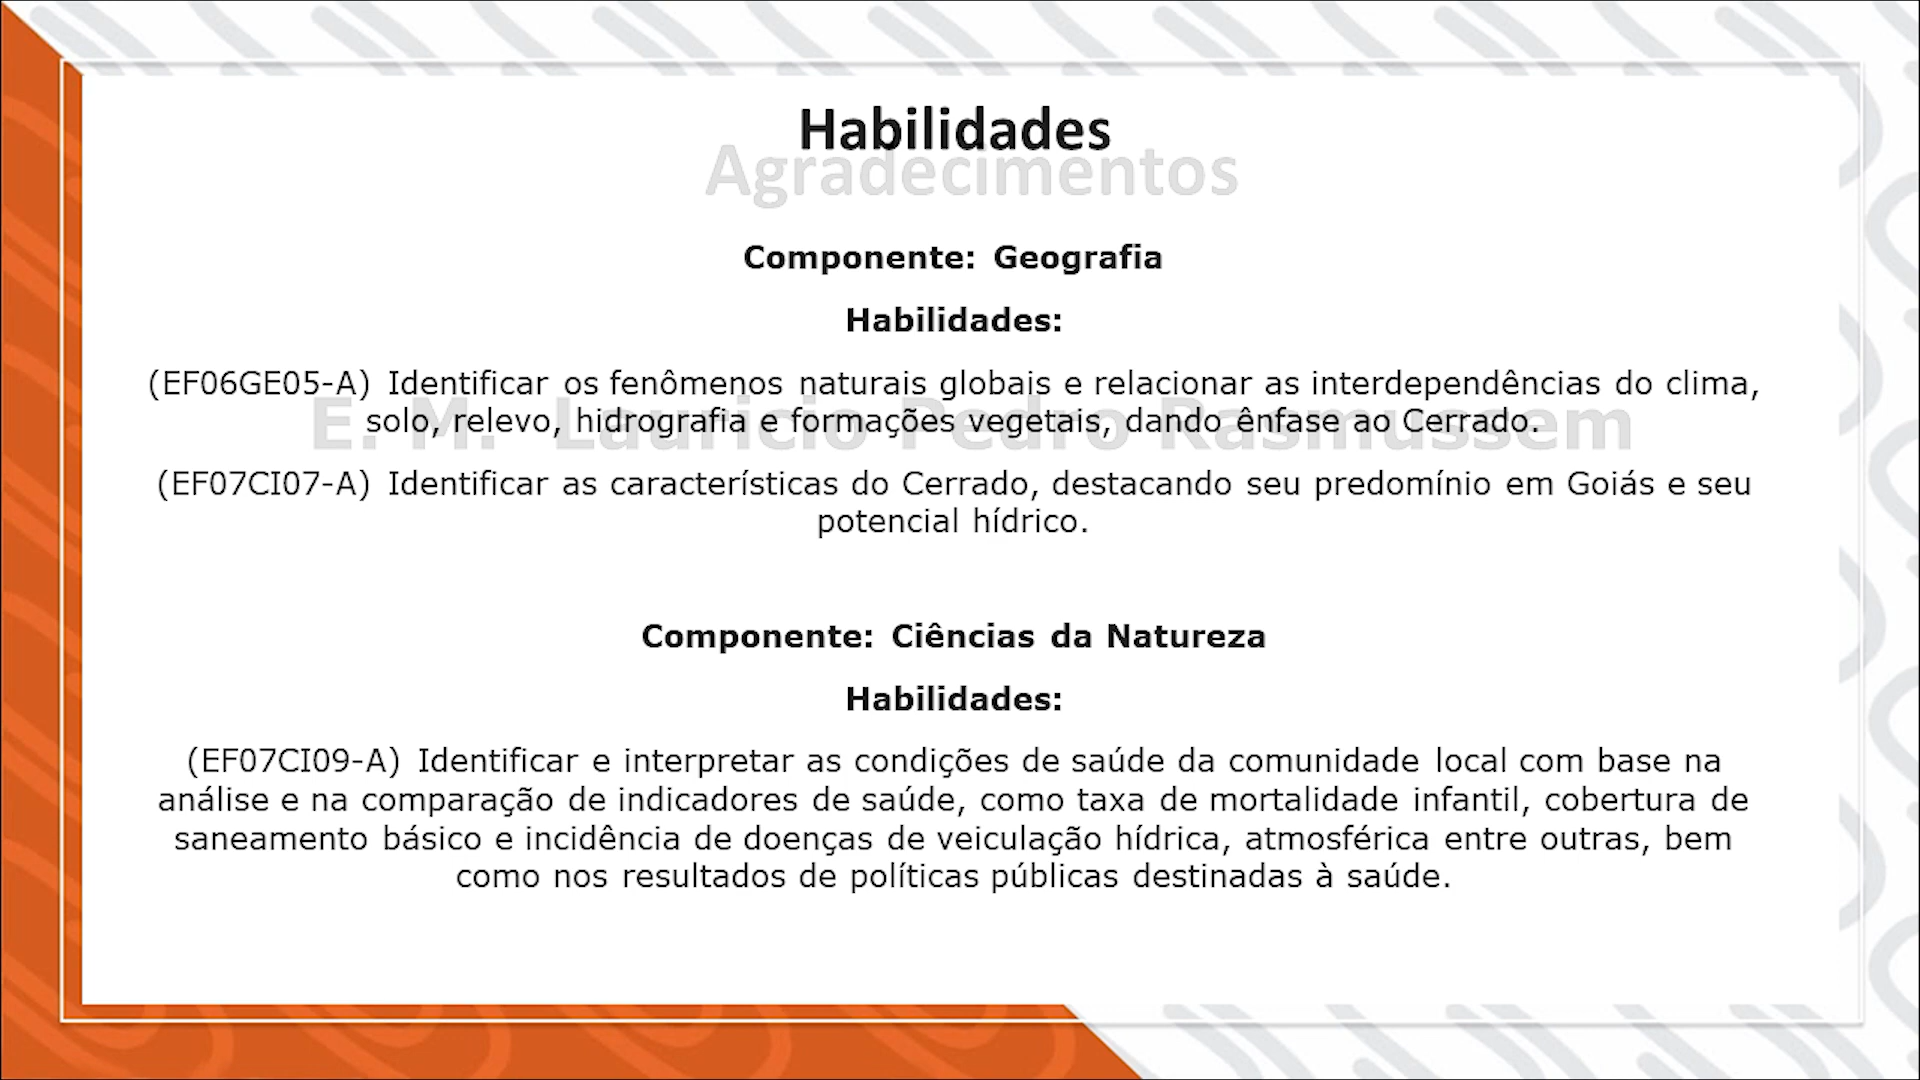 Habilidades
Agradecimentos
Componente: Geografia
Habilidades:
(EF06GE05-A) Identificar os fenômenos naturais globais e relacionar as interdependências do clima,
solo, relevo, hidrografia e formações vegetais, dando ênfase ao Cerrado.
E. M. Lauricio Pedro Rasmussem
(EF07CI07-A) Identificar as características do Cerrado, destacando seu predomínio em Goiás e seu
potencial hídrico.
Componente: Ciências da Natureza
Habilidades:
(EF07CI09-A) Identificar e interpretar as condições de saúde da comunidade local com base na
análise e na comparação de indicadores de saúde, como taxa de mortalidade infantil, cobertura de
saneamento básico e incidência de doenças de veiculação hídrica, atmosférica entre outras, bem
como nos resultados de políticas públicas destinadas à saúde.